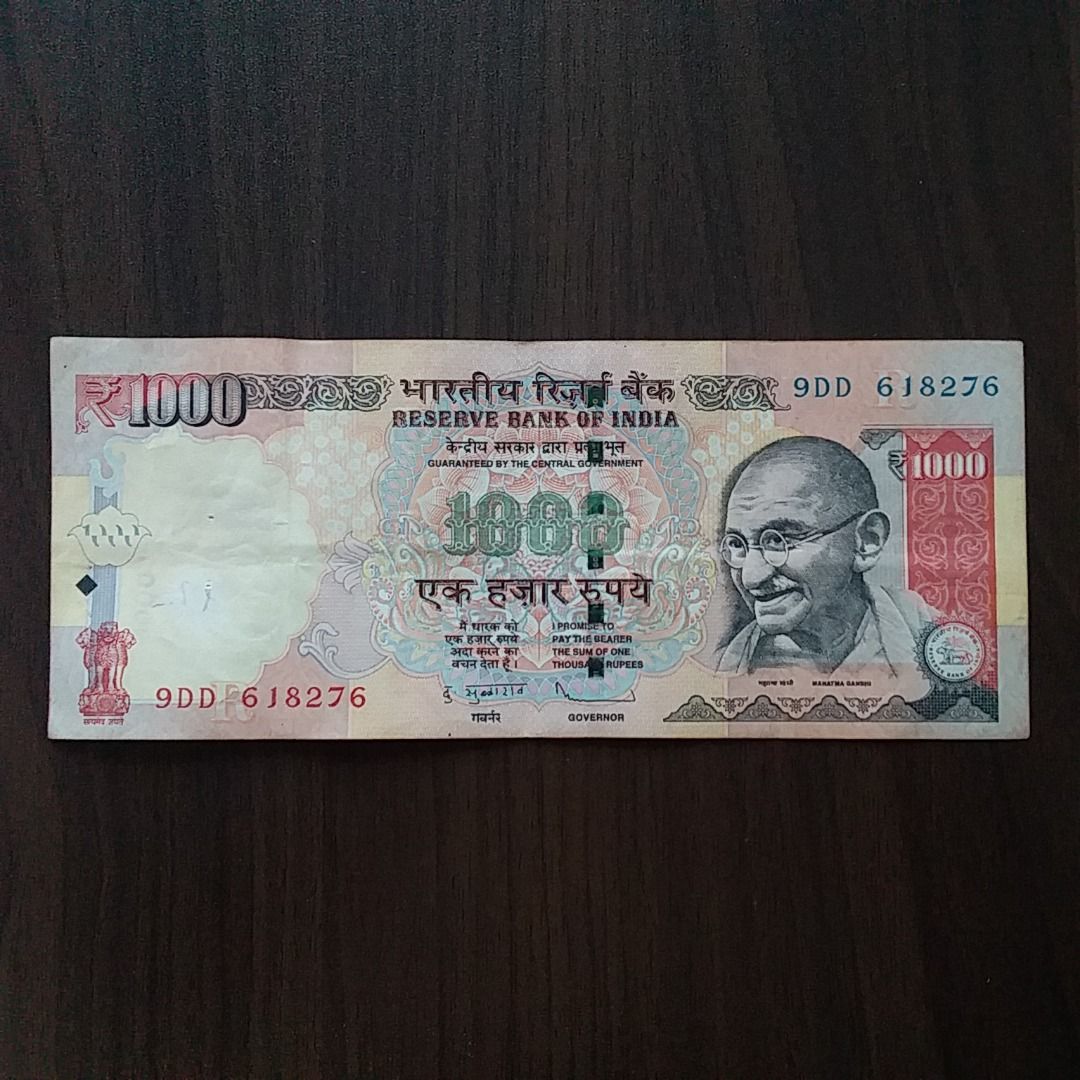 ₹1000
भारतीय रिज़र्व बैंक
RESERVE BANK OF INDIA
9DD 618276
केन्द्रीय सरकार द्वारा प्रत्याभूत
GUARANTEED BY THE CENTRAL GOVERNMENT
₹1000
1000
एक हज़ार रुपये
मैं धारक को
एक हज़ार रुपये
अदा करने का
वचन देता हूँ।
I PROMISE TO
PAY THE BEARER
THE SUM OF ONE
THOUSAND RUPEES
गवर्नर
GOVERNOR
महात्मा गांधी
MAHATMA GANDHI
9DD 618276
R
सत्यमेव जयते